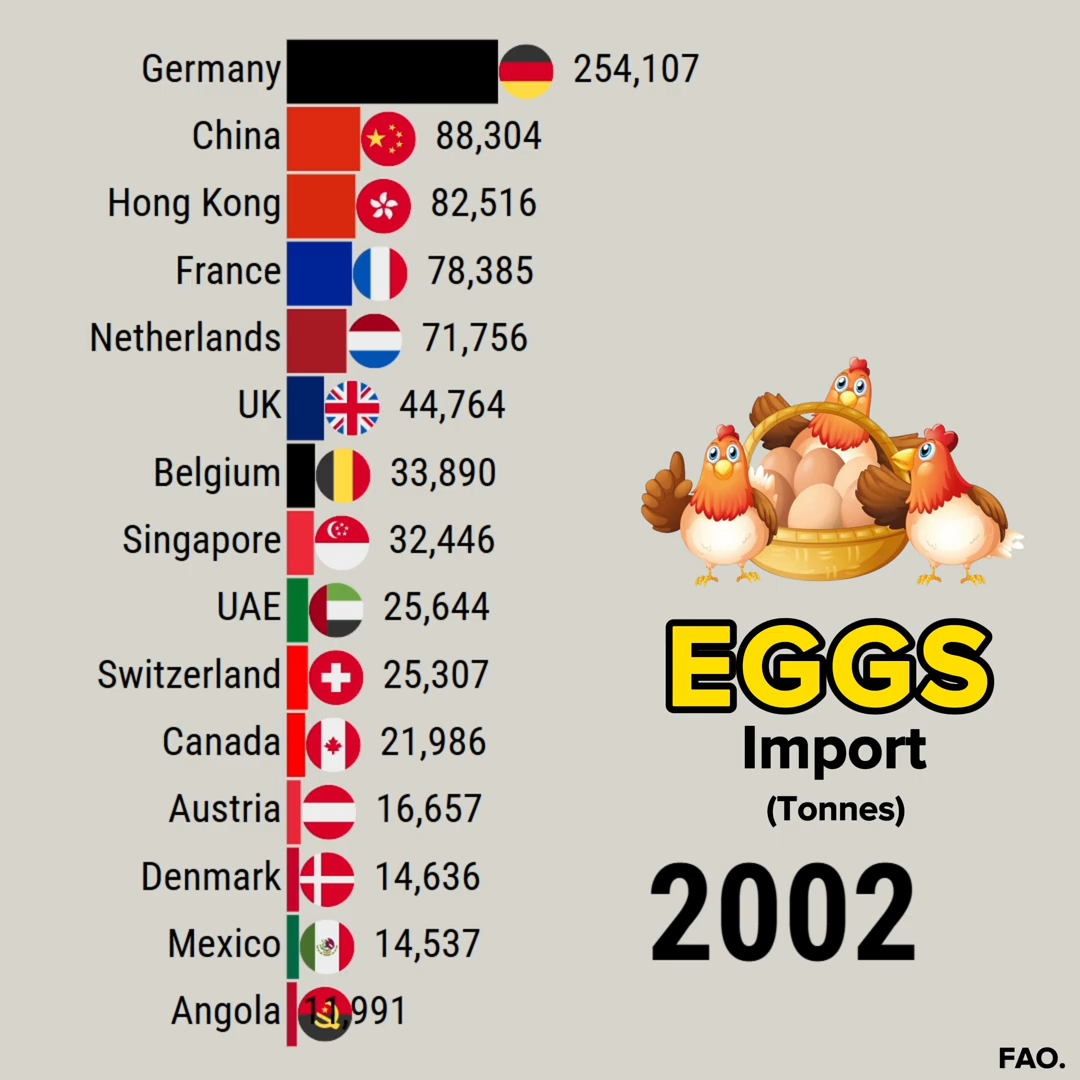 Germany 254,107
China 88,304
Hong Kong 82,516
France 78,385
Netherlands 71,756
UK 44,764
Belgium 33,890
Singapore 32,446
UAE 25,644
Switzerland 25,307
Canada 21,986
Austria 16,657
Denmark 14,636
Mexico 14,537
Angola 11,991
EGGS
Import
(Tonnes)
2002
FAO.